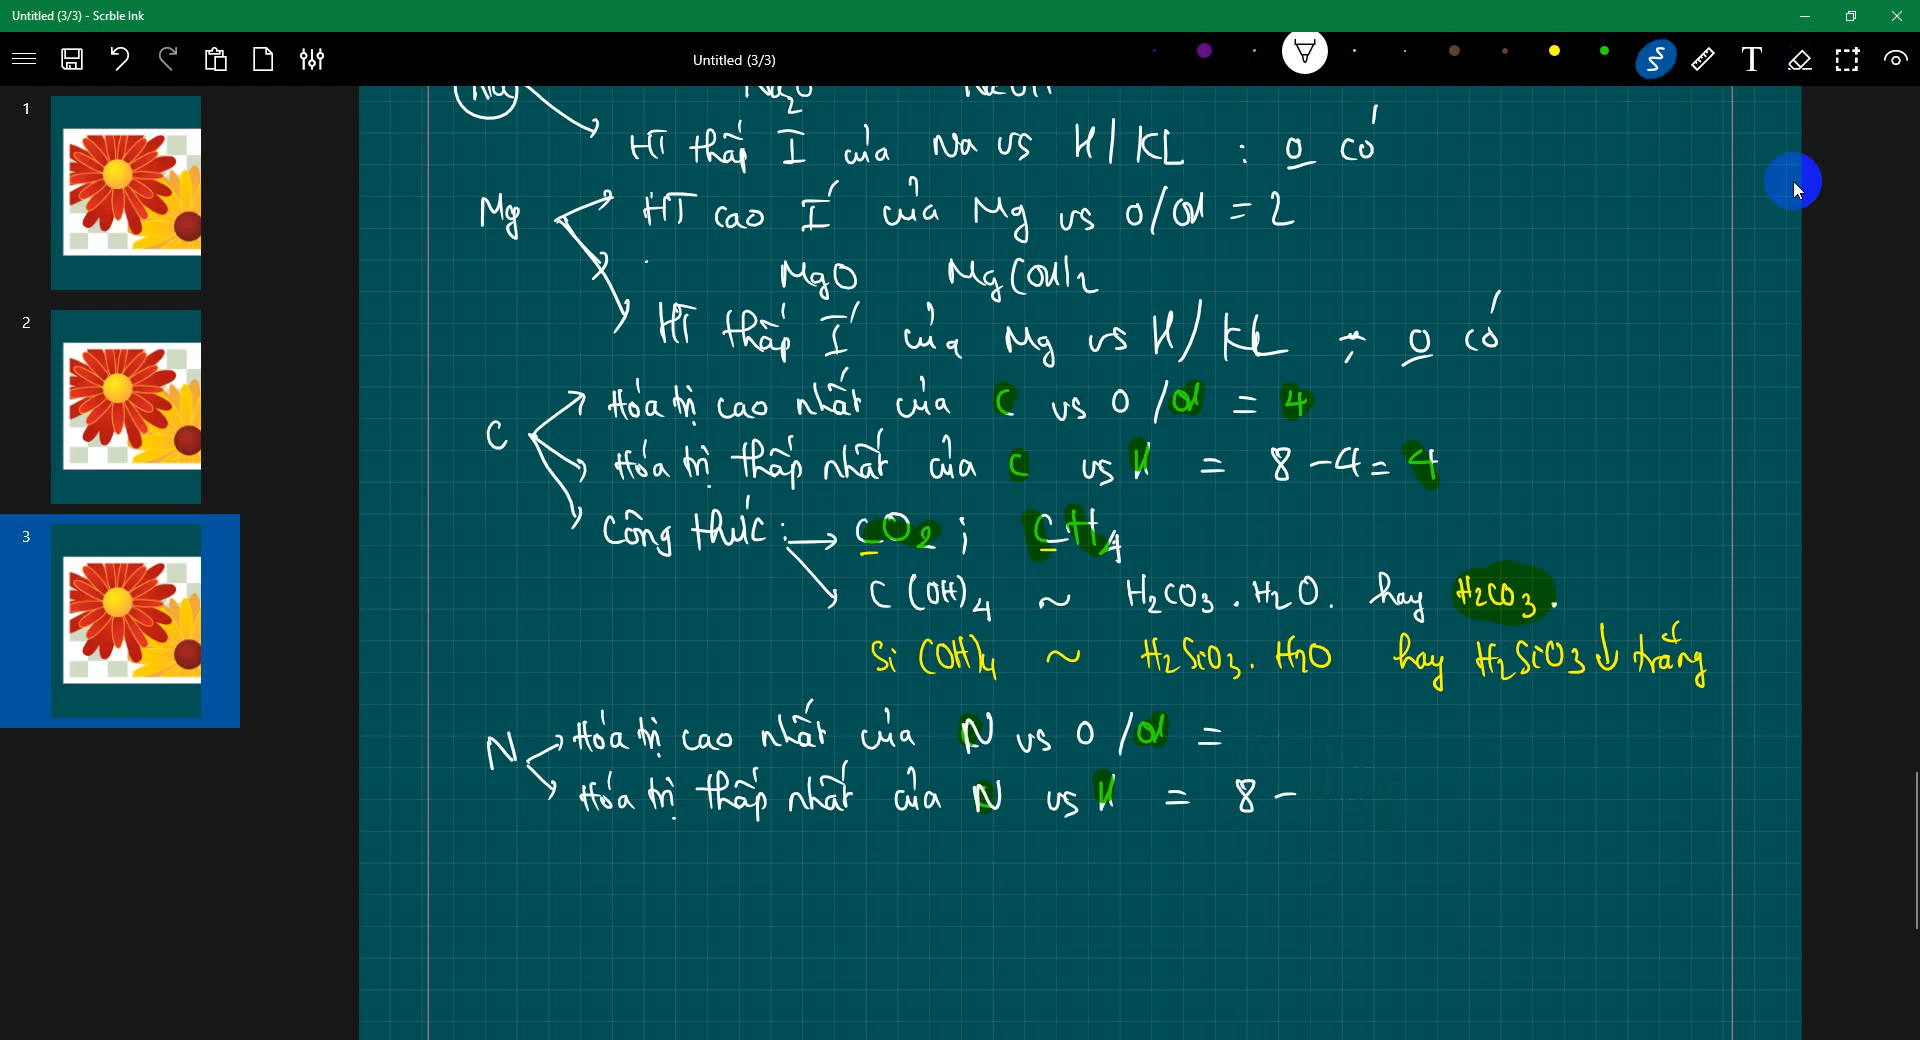 Untitled (3/3) - Scrble Ink
Untitled (3/3)
1
2
3
Na₂O NaOH
HT thấp I của Na vs H/KL : 0 có
Mg HT cao I của Mg vs O/OH = 2
MgO Mg(OH)2
HT thấp I của Mg vs H/KL : 0 có
C Hóa trị cao nhất của C vs O/OH = 4
Hóa trị thấp nhất của C vs H = 8 - 4 = 4
Công thức : CO2 ; CH4
C(OH)4 ~ H2CO3.H2O. hay H2CO3.
Si(OH)4 ~ H2SiO3.H2O hay H2SiO3↓ trắng
N Hóa trị cao nhất của N vs O/OH =
Hóa trị thấp nhất của N vs H = 8 -